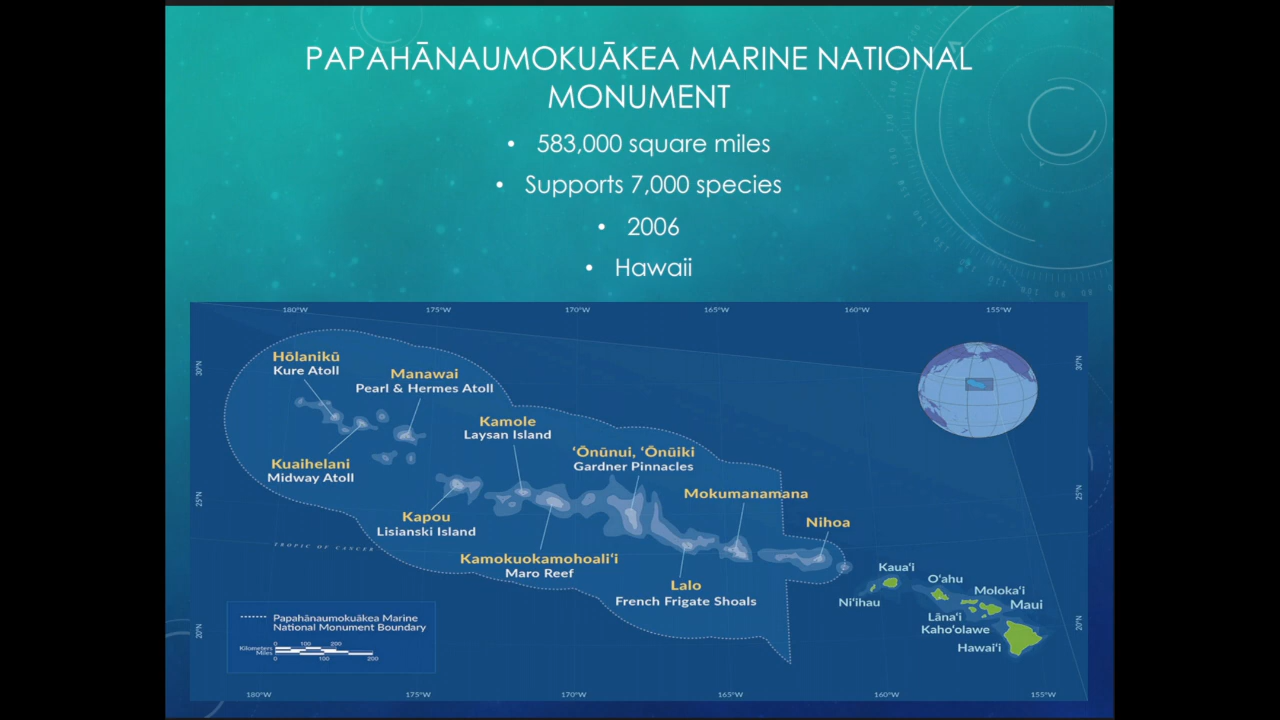 PAPAHĀNAUMOKUĀKEA MARINE NATIONAL
MONUMENT
• 583,000 square miles
• Supports 7,000 species
• 2006
• Hawaii
180°W 175°W 170°W 165°W 160°W 155°W
30°N
30°N
Hōlanikū
Kure Atoll
Manawai
Pearl & Hermes Atoll
Kamole
Laysan Island
ʻŌnūnui, ʻŌnūiki
Gardner Pinnacles
Kuaihelani
Midway Atoll
Mokumanamana
25°N
25°N
Kapou
Lisianski Island
Nihoa
TROPIC OF CANCER
Kamokuokamohoaliʻi
Maro Reef
Lalo
French Frigate Shoals
Kauaʻi
Niʻihau
Oʻahu
Molokaʻi
Maui
Lānaʻi
Kahoʻolawe
Hawaiʻi
20°N
20°N
Papahānaumokuākea Marine
National Monument Boundary
0 100 200
Kilometers
Miles
0 100 200
180°W 175°W 170°W 165°W 160°W 155°W